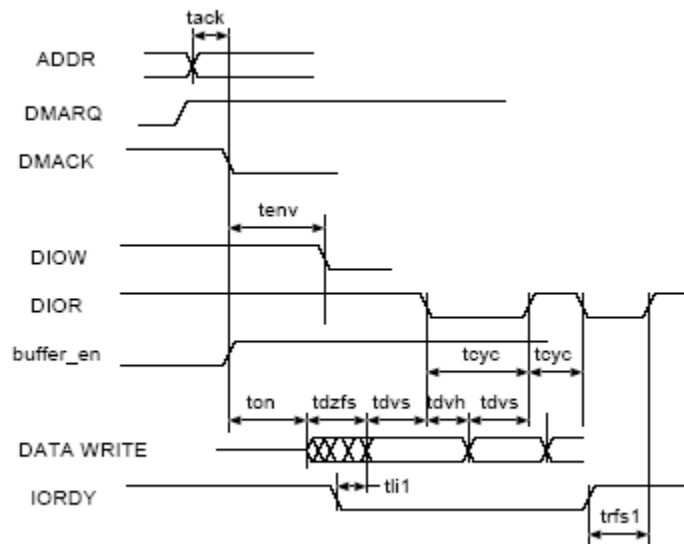 tack
ADDR
DMARQ
DMACK
tenv
DIOW
DIOR
buffer_en
tcyc tcyc
ton tdzfs tdvs tdvh tdvs
DATA WRITE
tli1
IORDY
trfs1